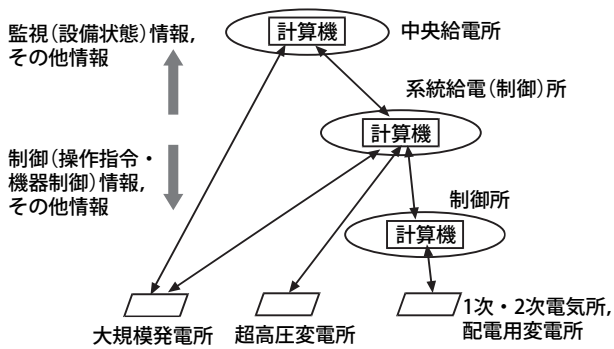 監視(設備状態)情報,
その他情報
計算機
中央給電所
系統給電(制御)所
計算機
制御(操作指令・
機器制御)情報,
その他情報
制御所
計算機
大規模発電所
超高圧変電所
1次・2次電気所,
配電用変電所